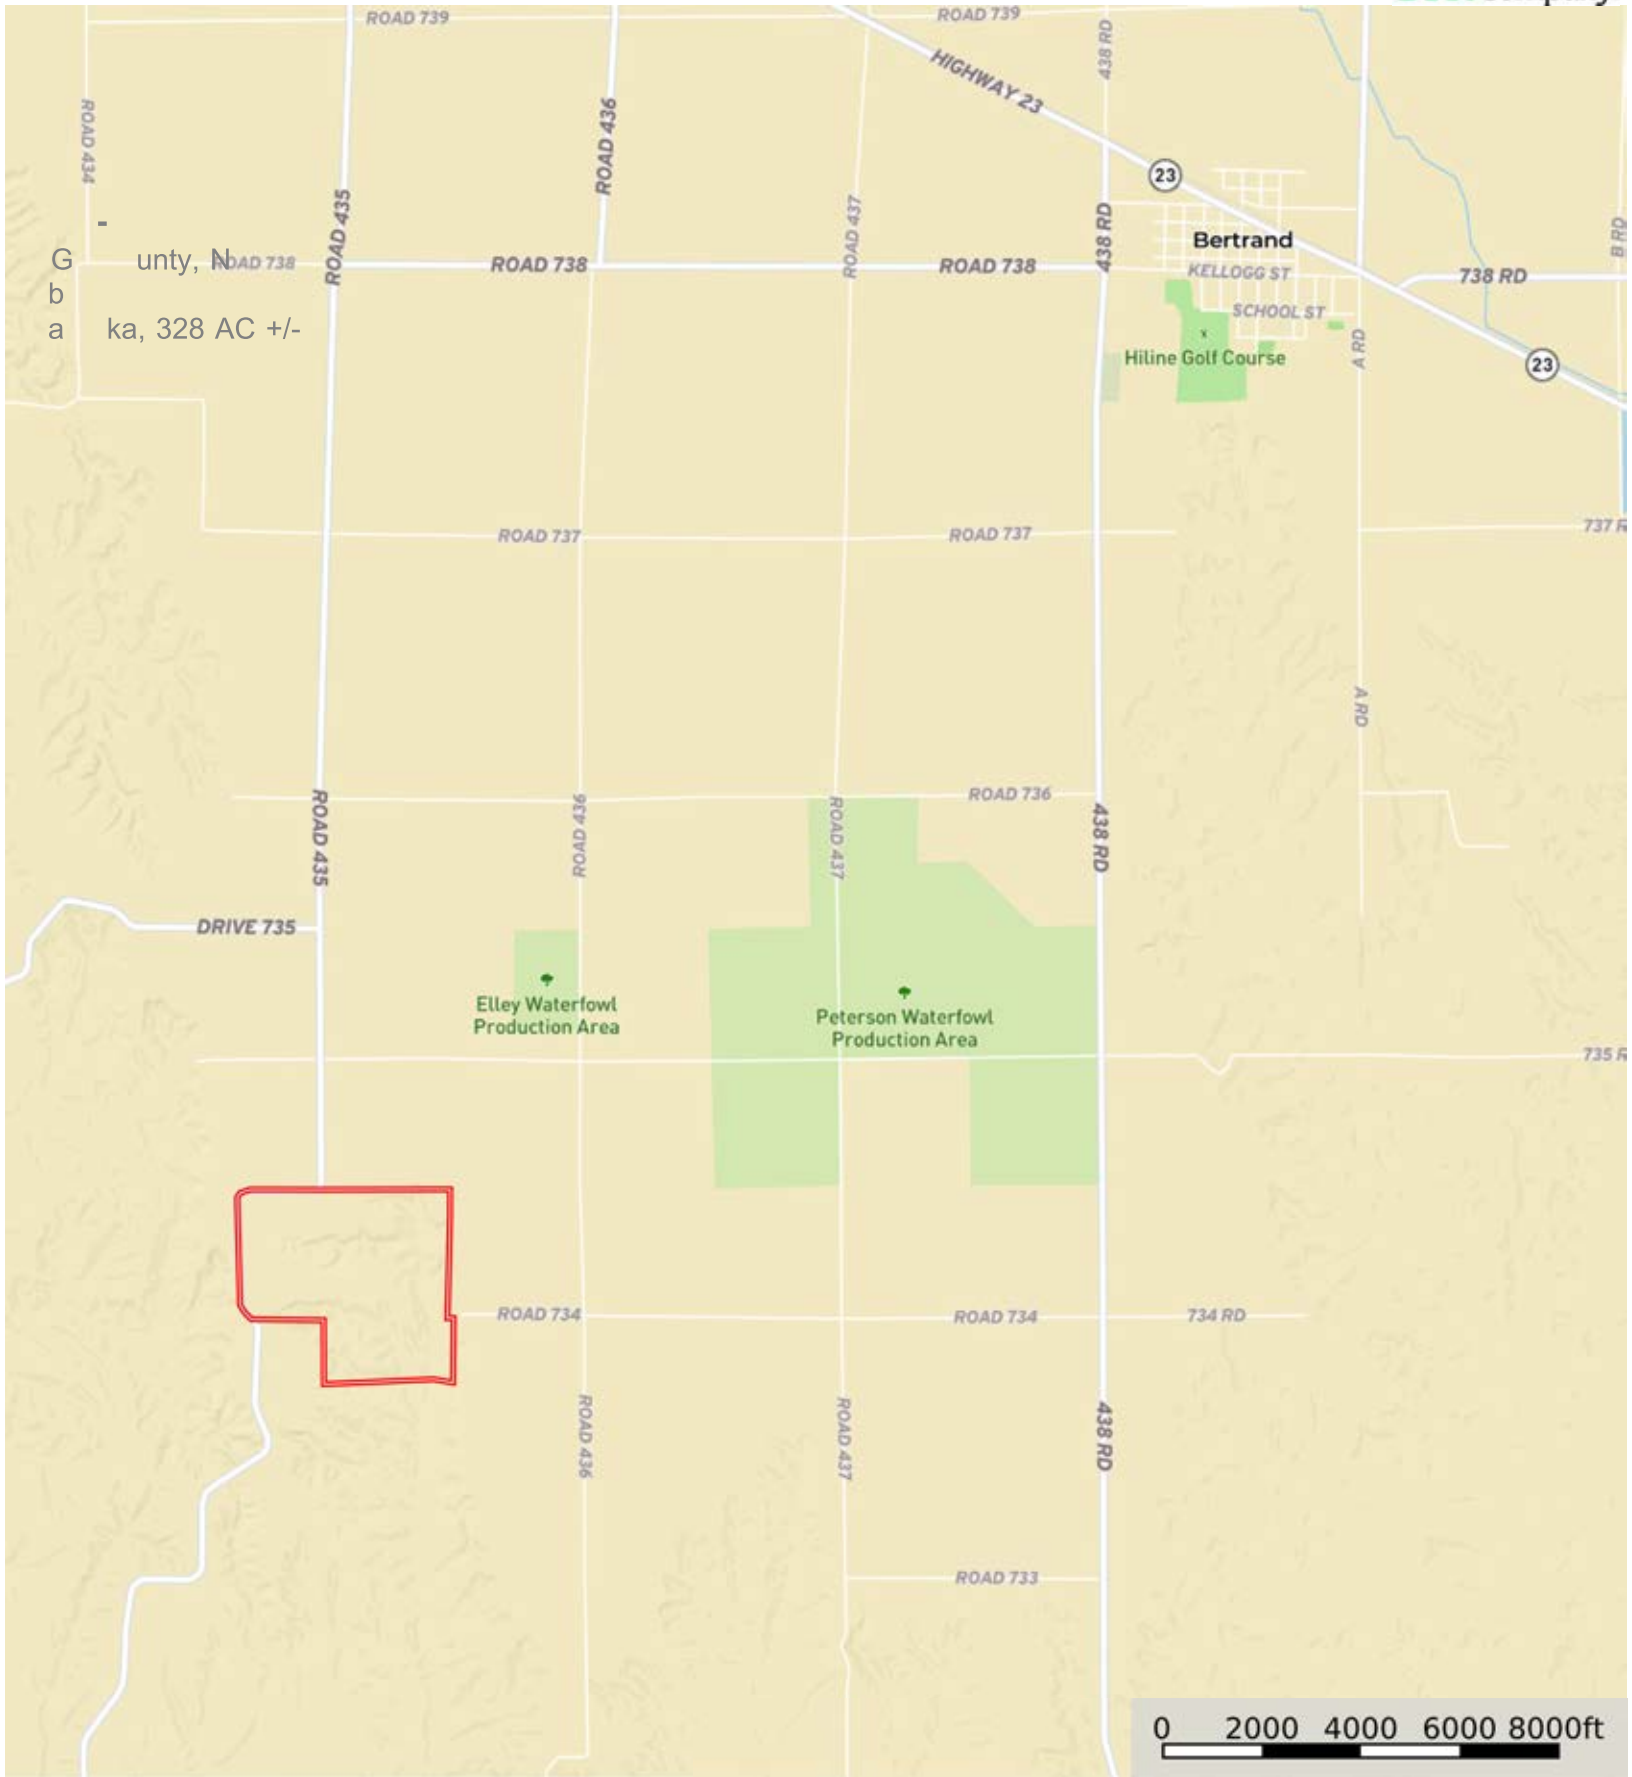 ROAD 739
ROAD 739
438 RD
HIGHWAY 23
ROAD 434
ROAD 436
23
ROAD 435
ROAD 437
438 RD
Bertrand
B RD
-
G unty, N
ROAD 738
ROAD 738
ROAD 738
KELLOGG ST
738 RD
b
SCHOOL ST
a ka, 328 AC +/-
A RD
Hiline Golf Course
23
ROAD 737
ROAD 737
737 R
A RD
ROAD 436
ROAD 736
ROAD 435
ROAD 437
438 RD
DRIVE 735
Elley Waterfowl
Production Area
Peterson Waterfowl
Production Area
735 R
ROAD 734
ROAD 734
734 RD
ROAD 436
ROAD 437
438 RD
ROAD 733
0 2000 4000 6000 8000ft